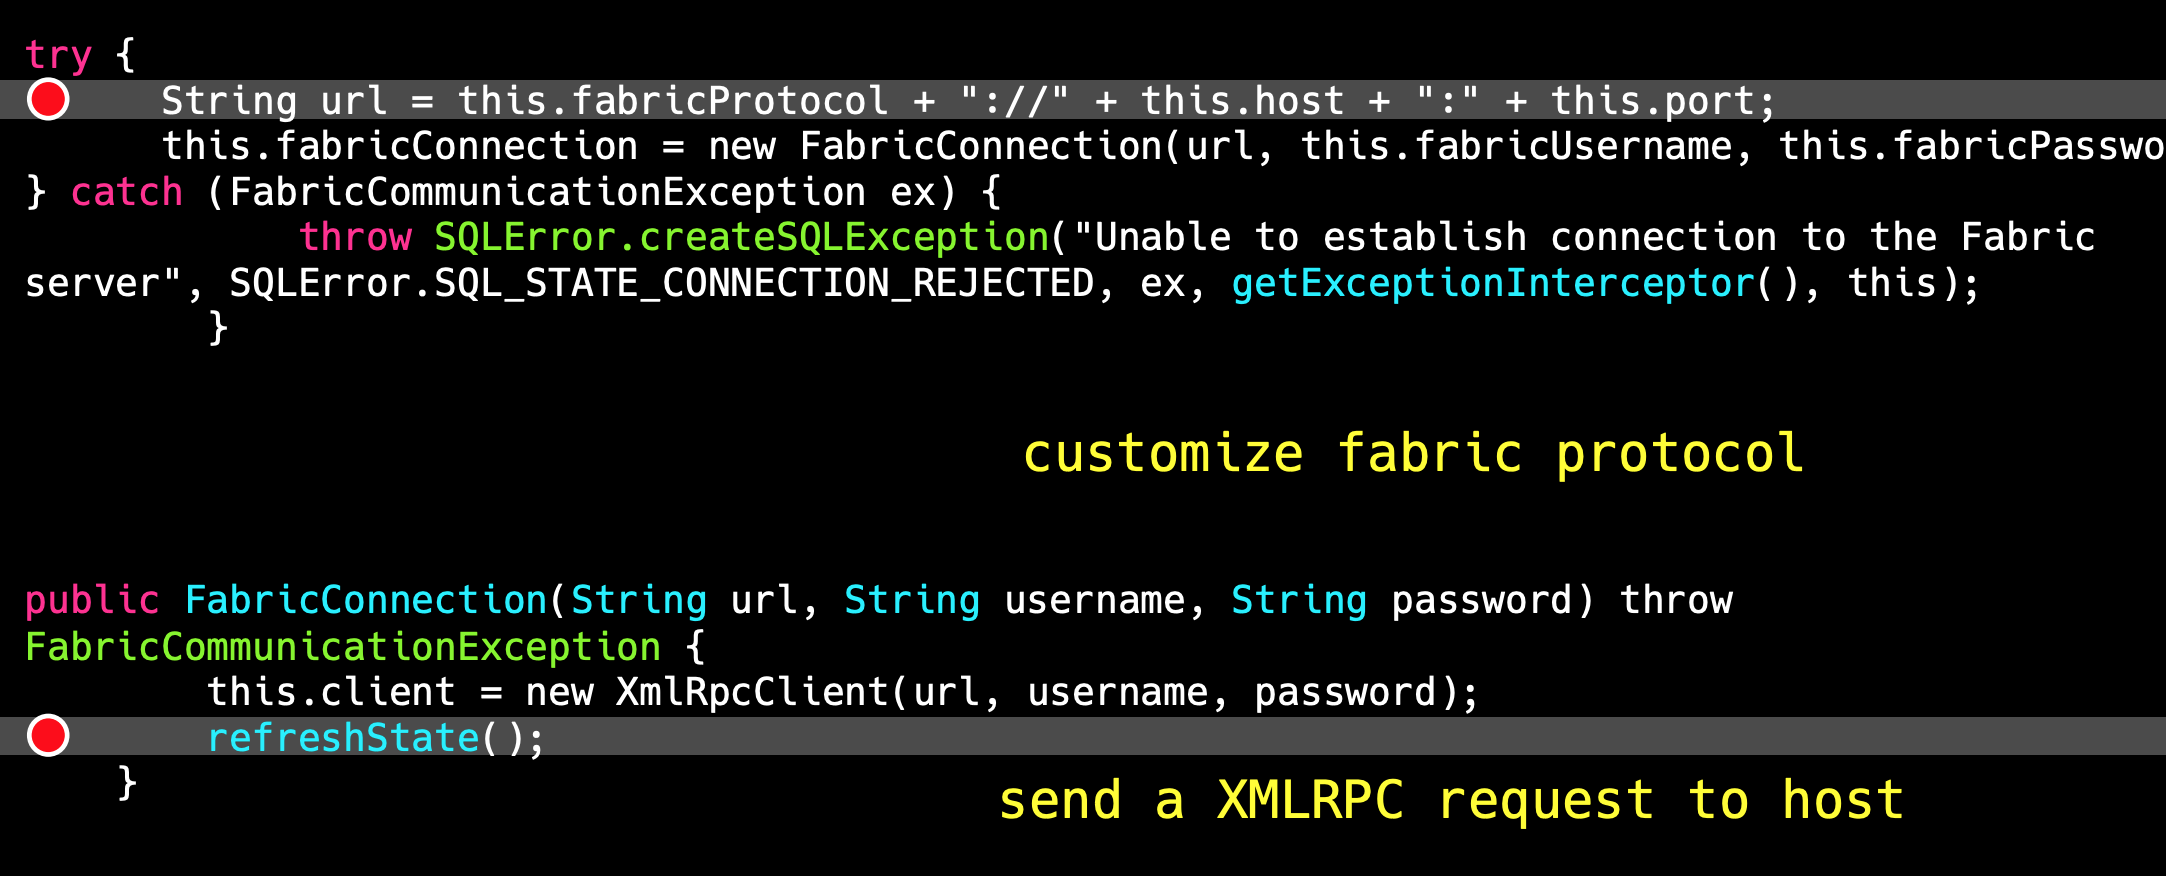 try {
String url = this.fabricProtocol + "://" + this.host + ":" + this.port;
this.fabricConnection = new FabricConnection(url, this.fabricUsername, this.fabricPasswo
} catch (FabricCommunicationException ex) {
throw SQLError.createSQLException("Unable to establish connection to the Fabric
server", SQLError.SQL_STATE_CONNECTION_REJECTED, ex, getExceptionInterceptor(), this);
}
customize fabric protocol
public FabricConnection(String url, String username, String password) throw
FabricCommunicationException {
this.client = new XmlRpcClient(url, username, password);
refreshState();
}
send a XMLRPC request to host